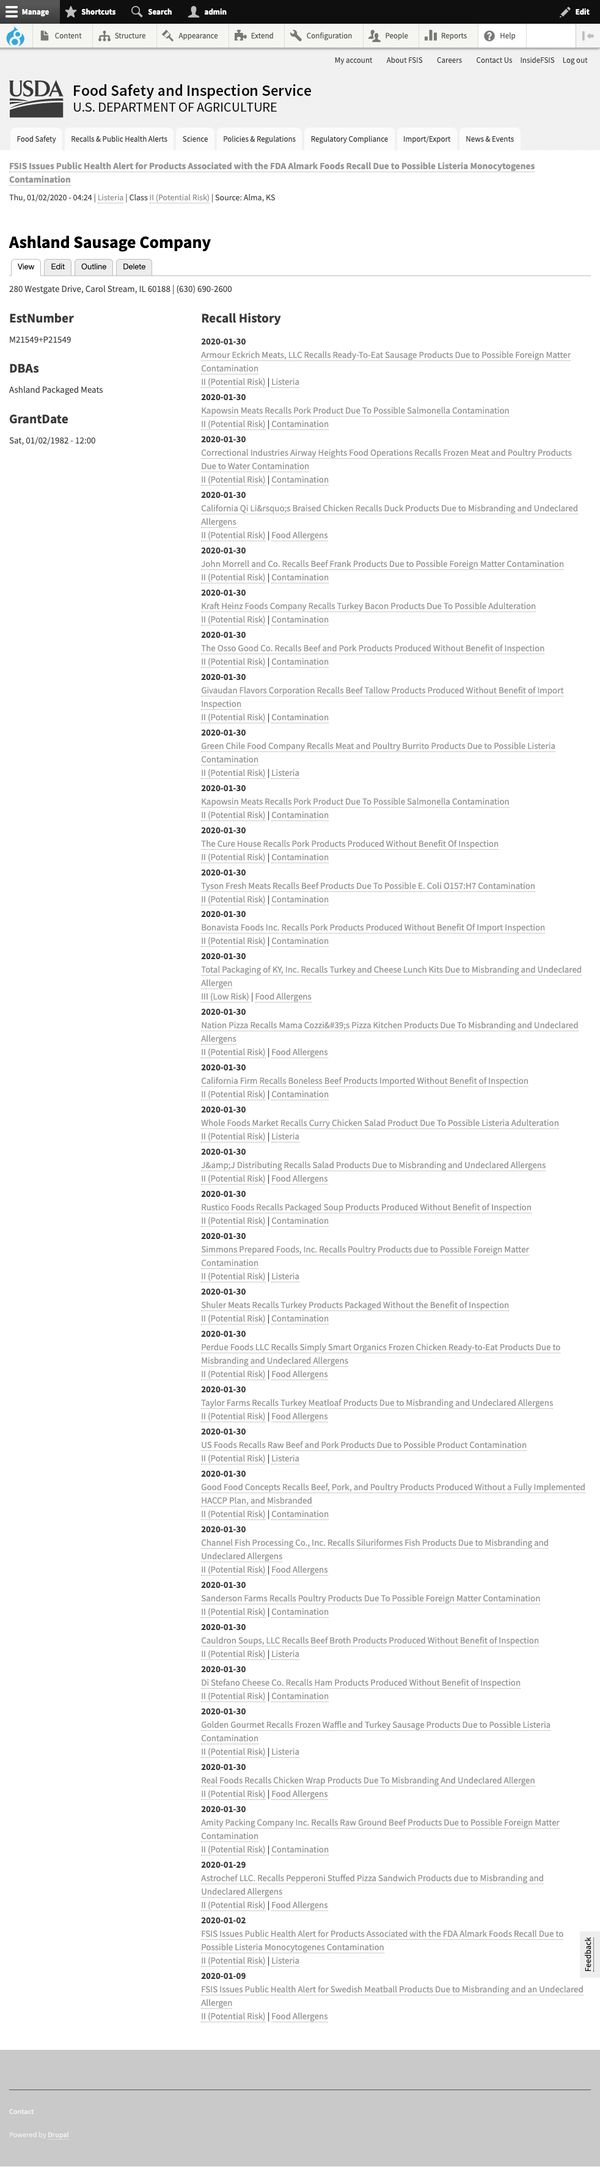 Manage Shortcuts Search admin Edit
Content Structure Appearance Extend Configuration People Reports Help
My account About FSIS Careers Contact Us InsideFSIS Log out
USDA Food Safety and Inspection Service
U.S. DEPARTMENT OF AGRICULTURE
Food Safety Recalls & Public Health Alerts Science Policies & Regulations Regulatory Compliance Import/Export News & Events
FSIS Issues Public Health Alert for Products Associated with the FDA Almark Foods Recall Due to Possible Listeria Monocytogenes
Contamination
Thu, 01/02/2020 - 04:24 | Listeria | Class II (Potential Risk) | Source: Alma, KS
Ashland Sausage Company
View Edit Outline Delete
280 Westgate Drive, Carol Stream, IL 60188 | (630) 690-2600
EstNumber
M21549+P21549
DBAs
Ashland Packaged Meats
GrantDate
Sat, 01/02/1982 - 12:00
Recall History
2020-01-30
Armour Eckrich Meats, LLC Recalls Ready-To-Eat Sausage Products Due to Possible Foreign Matter
Contamination
II (Potential Risk) | Listeria
2020-01-30
Kapowsin Meats Recalls Pork Product Due To Possible Salmonella Contamination
II (Potential Risk) | Contamination
2020-01-30
Correctional Industries Airway Heights Food Operations Recalls Frozen Meat and Poultry Products
Due to Water Contamination
II (Potential Risk) | Contamination
2020-01-30
California Qi Li&rsquo;s Braised Chicken Recalls Duck Products Due to Misbranding and Undeclared
Allergens
II (Potential Risk) | Food Allergens
2020-01-30
John Morrell and Co. Recalls Beef Frank Products Due to Possible Foreign Matter Contamination
II (Potential Risk) | Contamination
2020-01-30
Kraft Heinz Foods Company Recalls Turkey Bacon Products Due To Possible Adulteration
II (Potential Risk) | Contamination
2020-01-30
The Osso Good Co. Recalls Beef and Pork Products Produced Without Benefit of Inspection
II (Potential Risk) | Contamination
2020-01-30
Givaudan Flavors Corporation Recalls Beef Tallow Products Produced Without Benefit of Import
Inspection
II (Potential Risk) | Contamination
2020-01-30
Green Chile Food Company Recalls Meat and Poultry Burrito Products Due to Possible Listeria
Contamination
II (Potential Risk) | Listeria
2020-01-30
Kapowsin Meats Recalls Pork Product Due To Possible Salmonella Contamination
II (Potential Risk) | Contamination
2020-01-30
The Cure House Recalls Pork Products Produced Without Benefit Of Inspection
II (Potential Risk) | Contamination
2020-01-30
Tyson Fresh Meats Recalls Beef Products Due To Possible E. Coli O157:H7 Contamination
II (Potential Risk) | Contamination
2020-01-30
Bonavista Foods Inc. Recalls Pork Products Produced Without Benefit Of Import Inspection
II (Potential Risk) | Contamination
2020-01-30
Total Packaging of KY, Inc. Recalls Turkey and Cheese Lunch Kits Due to Misbranding and Undeclared
Allergen
III (Low Risk) | Food Allergens
2020-01-30
Nation Pizza Recalls Mama Cozzi&#39;s Pizza Kitchen Products Due To Misbranding and Undeclared
Allergens
II (Potential Risk) | Food Allergens
2020-01-30
California Firm Recalls Boneless Beef Products Imported Without Benefit of Inspection
II (Potential Risk) | Contamination
2020-01-30
Whole Foods Market Recalls Curry Chicken Salad Product Due To Possible Listeria Adulteration
II (Potential Risk) | Listeria
2020-01-30
J&amp;J Distributing Recalls Salad Products Due to Misbranding and Undeclared Allergens
II (Potential Risk) | Food Allergens
2020-01-30
Rustico Foods Recalls Packaged Soup Products Produced Without Benefit of Inspection
II (Potential Risk) | Contamination
2020-01-30
Simmons Prepared Foods, Inc. Recalls Poultry Products due to Possible Foreign Matter
Contamination
II (Potential Risk) | Listeria
2020-01-30
Shuler Meats Recalls Turkey Products Packaged Without the Benefit of Inspection
II (Potential Risk) | Contamination
2020-01-30
Perdue Foods LLC Recalls Simply Smart Organics Frozen Chicken Ready-to-Eat Products Due to
Misbranding and Undeclared Allergens
II (Potential Risk) | Food Allergens
2020-01-30
Taylor Farms Recalls Turkey Meatloaf Products Due to Misbranding and Undeclared Allergens
II (Potential Risk) | Food Allergens
2020-01-30
US Foods Recalls Raw Beef and Pork Products Due to Possible Product Contamination
II (Potential Risk) | Listeria
2020-01-30
Good Food Concepts Recalls Beef, Pork, and Poultry Products Produced Without a Fully Implemented
HACCP Plan, and Misbranded
II (Potential Risk) | Contamination
2020-01-30
Channel Fish Processing Co., Inc. Recalls Siluriformes Fish Products Due to Misbranding and
Undeclared Allergens
II (Potential Risk) | Food Allergens
2020-01-30
Sanderson Farms Recalls Poultry Products Due To Possible Foreign Matter Contamination
II (Potential Risk) | Contamination
2020-01-30
Cauldron Soups, LLC Recalls Beef Broth Products Produced Without Benefit of Inspection
II (Potential Risk) | Listeria
2020-01-30
Di Stefano Cheese Co. Recalls Ham Products Produced Without Benefit of Inspection
II (Potential Risk) | Contamination
2020-01-30
Golden Gourmet Recalls Frozen Waffle and Turkey Sausage Products Due to Possible Listeria
Contamination
II (Potential Risk) | Listeria
2020-01-30
Real Foods Recalls Chicken Wrap Products Due To Misbranding And Undeclared Allergen
II (Potential Risk) | Food Allergens
2020-01-30
Amity Packing Company Inc. Recalls Raw Ground Beef Products Due to Possible Foreign Matter
Contamination
II (Potential Risk) | Contamination
2020-01-29
Astrochef LLC. Recalls Pepperoni Stuffed Pizza Sandwich Products due to Misbranding and
Undeclared Allergens
II (Potential Risk) | Food Allergens
2020-01-02
FSIS Issues Public Health Alert for Products Associated with the FDA Almark Foods Recall Due to
Possible Listeria Monocytogenes Contamination
II (Potential Risk) | Listeria
2020-01-09
FSIS Issues Public Health Alert for Swedish Meatball Products Due to Misbranding and an Undeclared
Allergen
II (Potential Risk) | Food Allergens
Feedback
Contact
Powered by Drupal